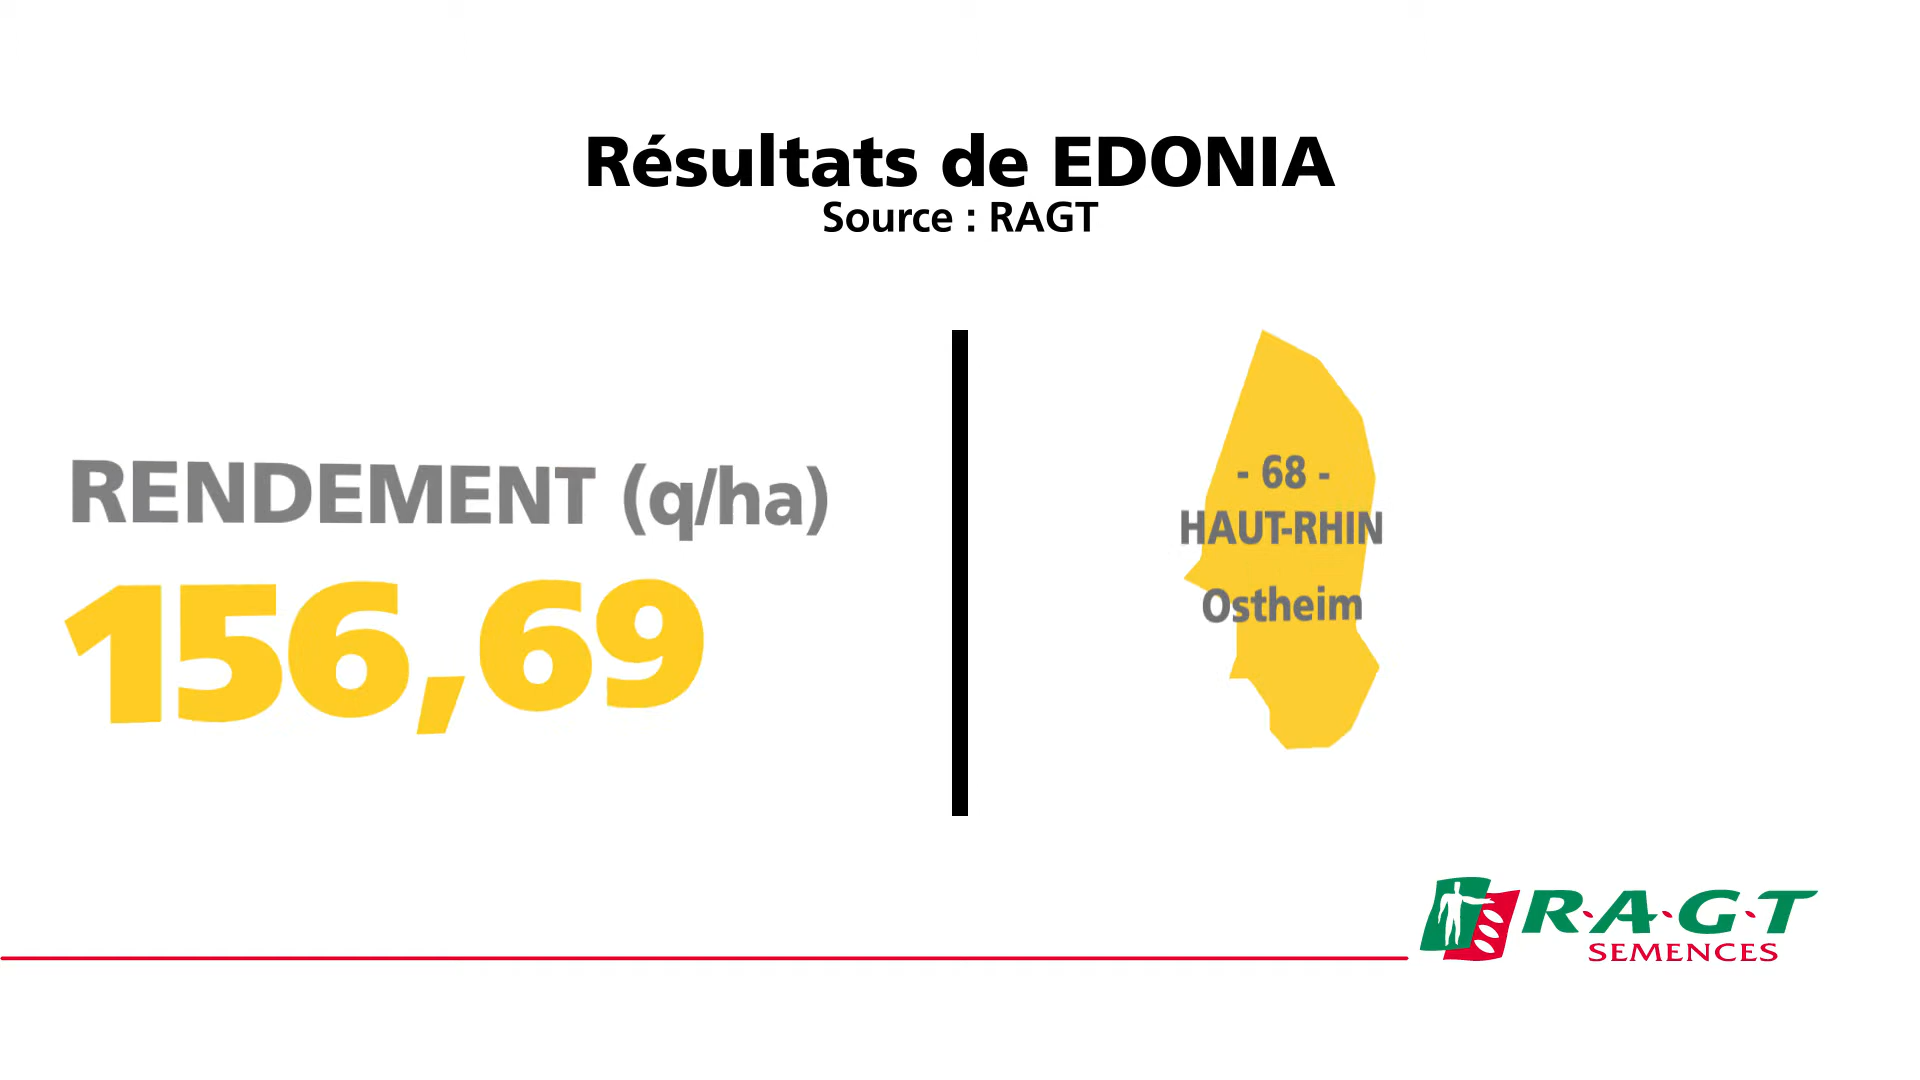 Résultats de EDONIA
Source : RAGT
RENDEMENT (q/ha)
156,69
- 68 -
HAUT-RHIN
Ostheim
R·A·G·T
SEMENCES